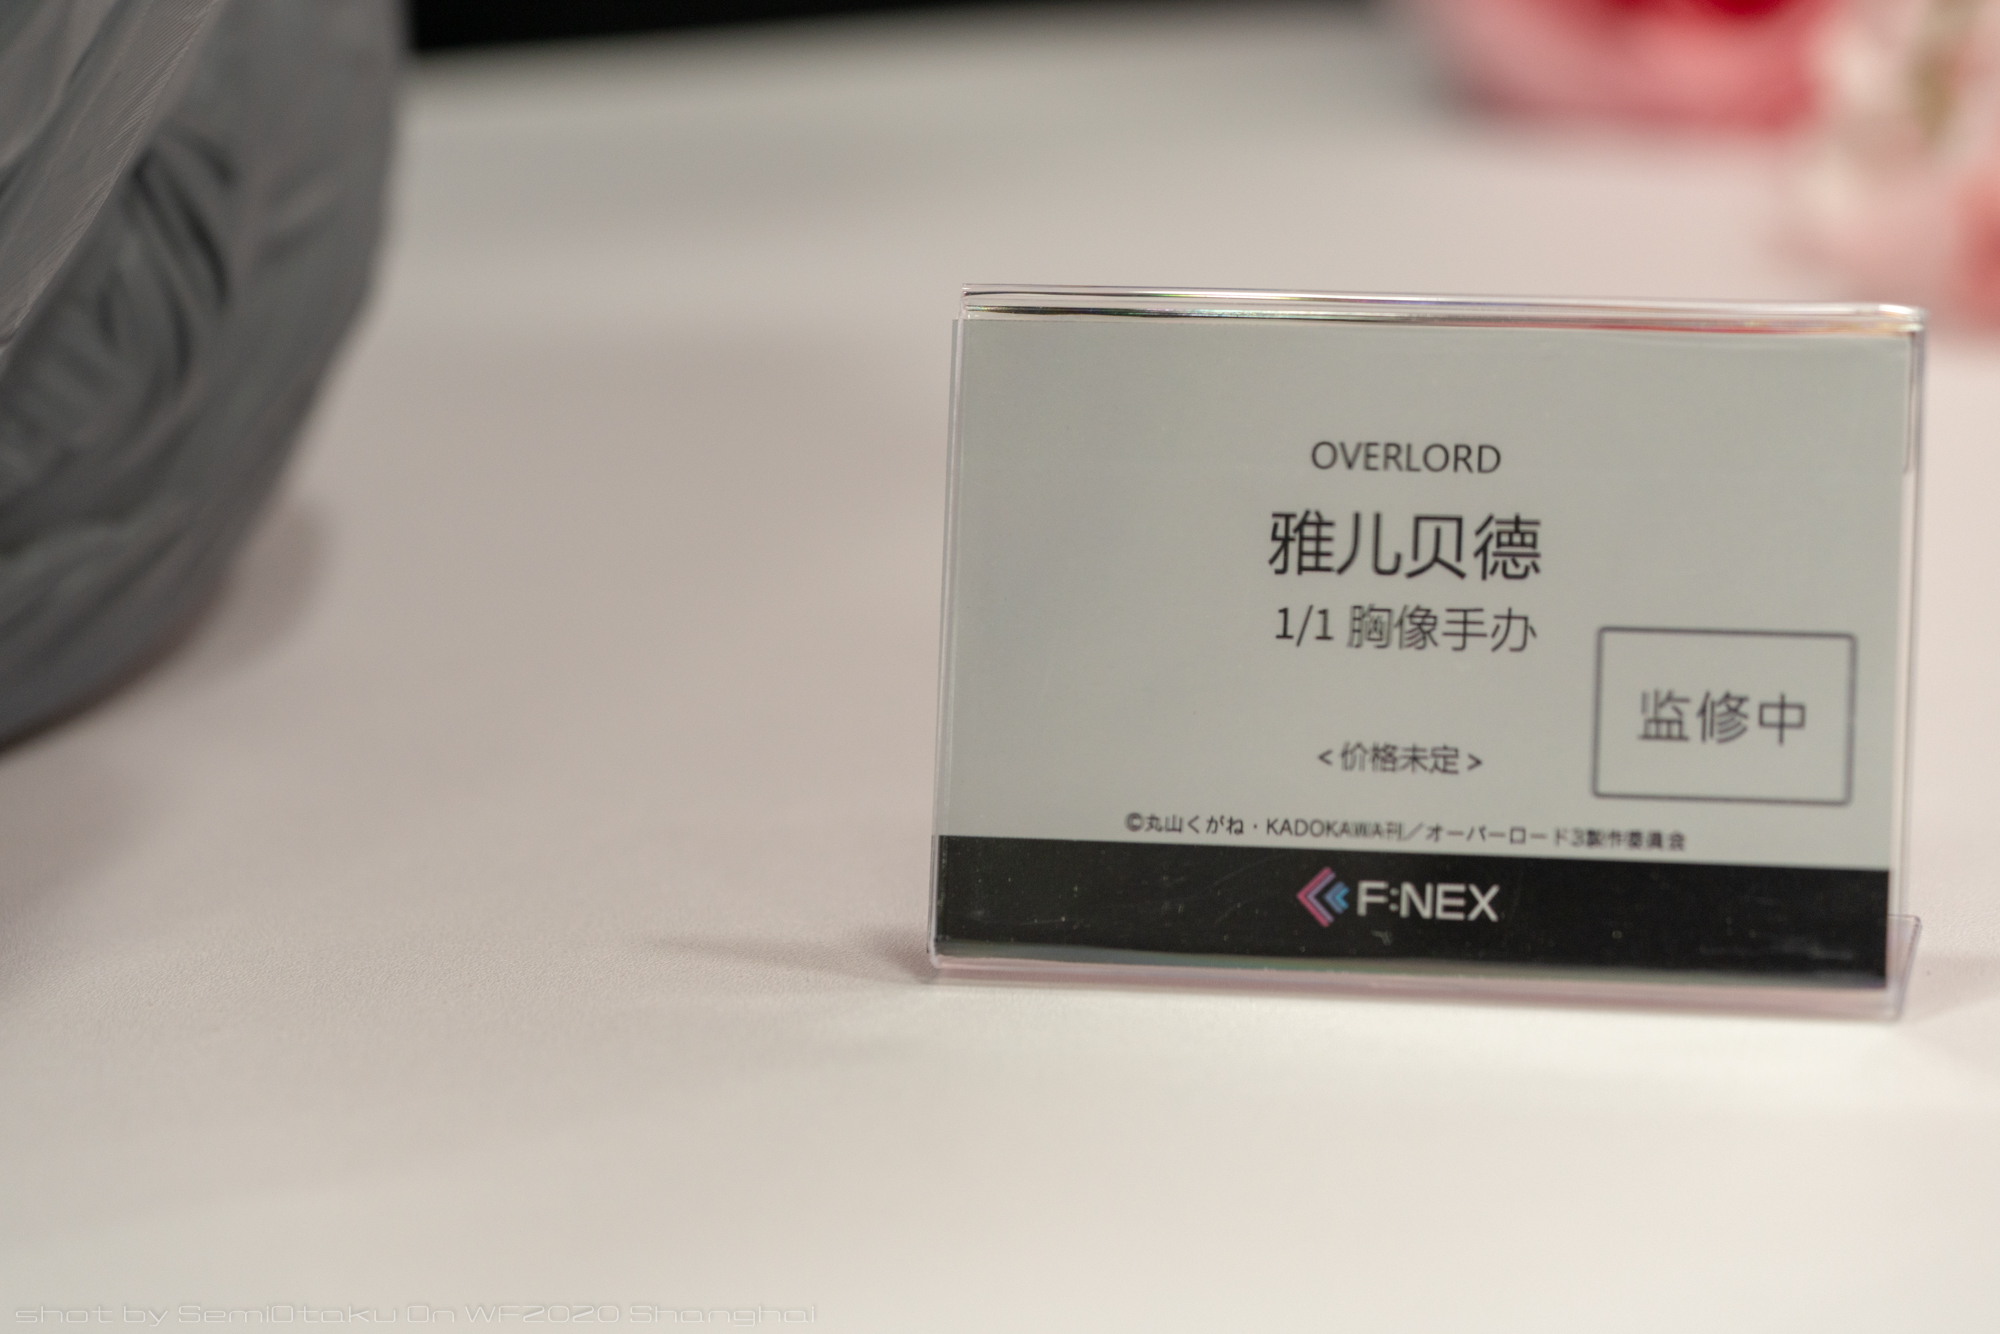 OVERLORD
雅儿贝德
1/1 胸像手办
监修中
<价格未定>
©丸山くがね・KADOKAWA刊／オーバーロード3製作委員会
F:NEX
shot by SemiOtaku On WF2020 Shanghai